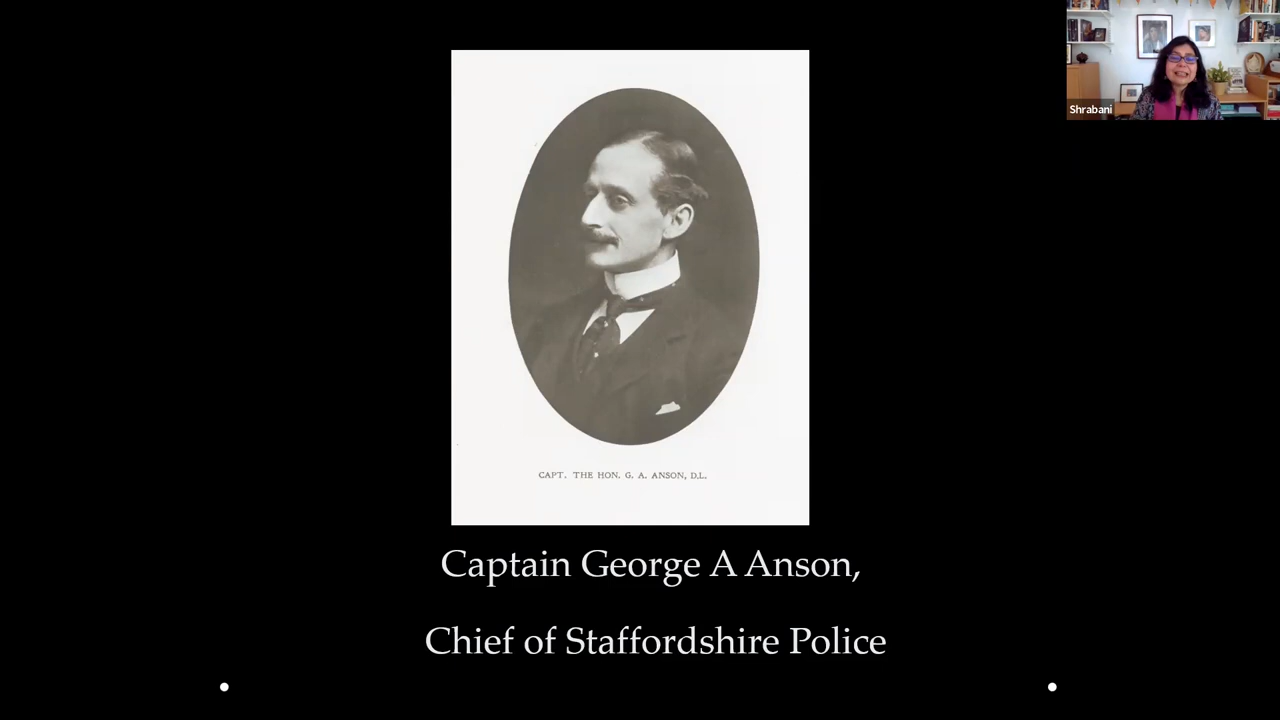 Shrabani
CAPT. THE HON. G. A. ANSON, D.L.
Captain George A Anson,
Chief of Staffordshire Police